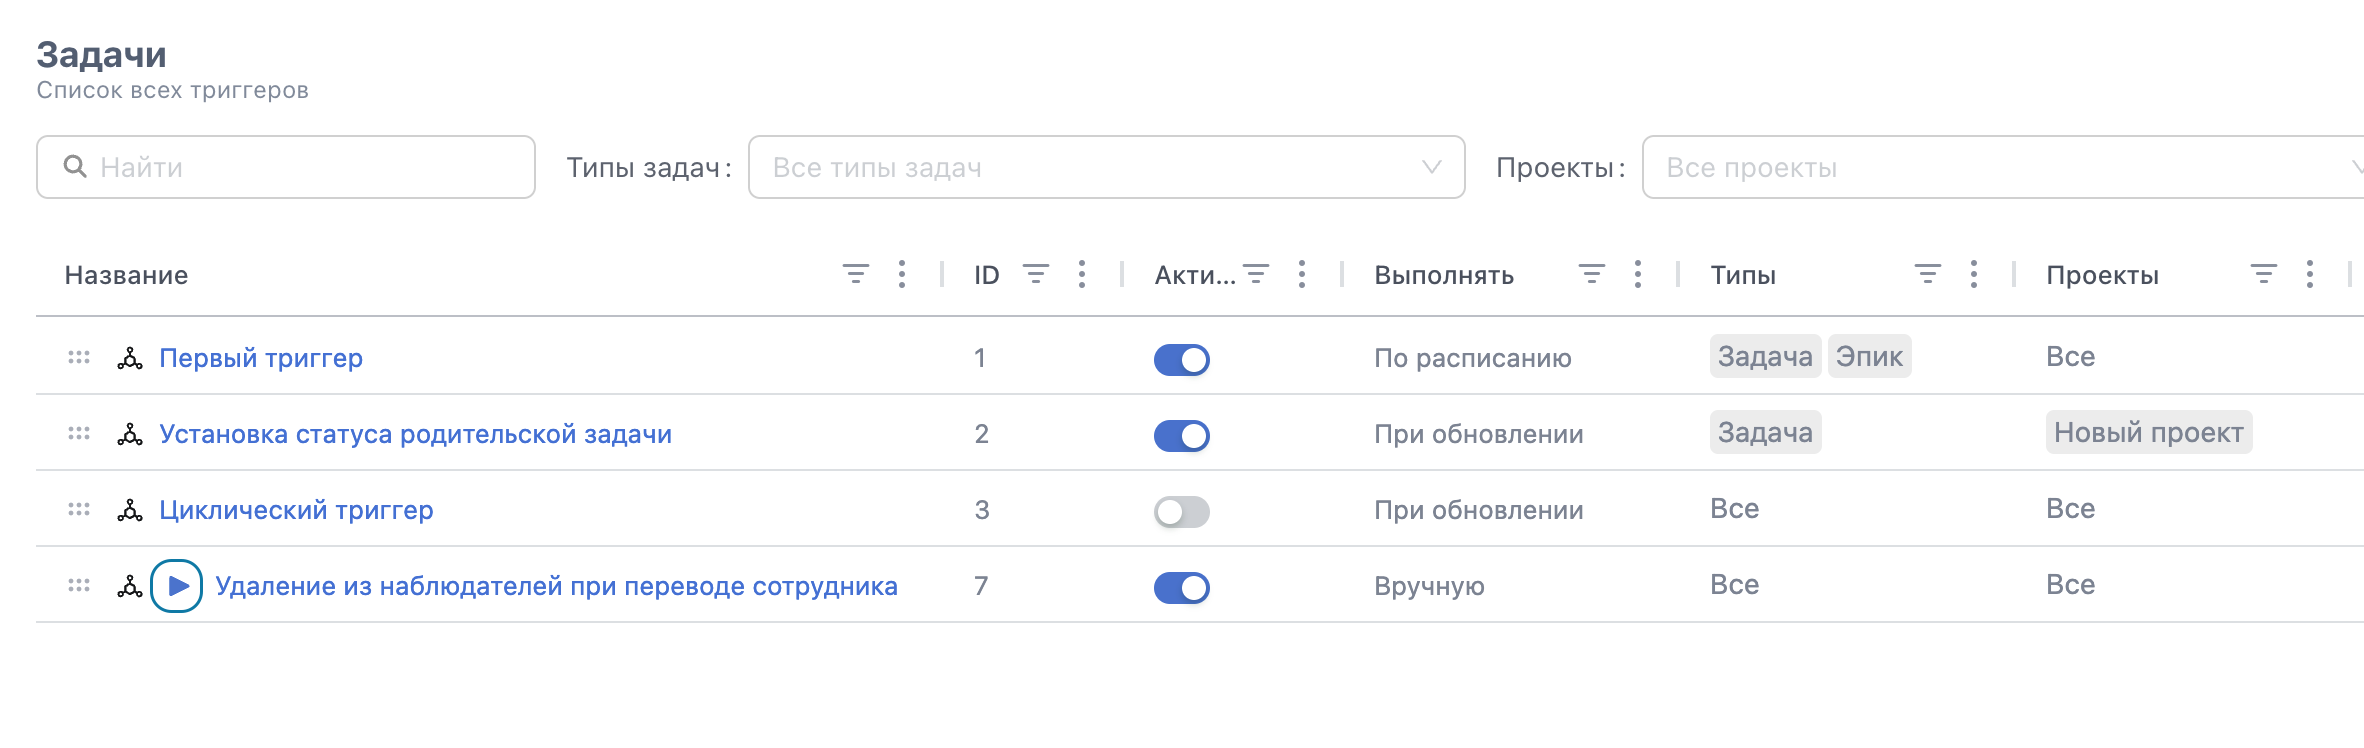 Задачи
Список всех триггеров
Найти Типы задач: Все типы задач Проекты: Все проекты
Название ID Акти... Выполнять Типы Проекты
Первый триггер 1 По расписанию Задача Эпик Все
Установка статуса родительской задачи 2 При обновлении Задача Новый проект
Циклический триггер 3 При обновлении Все Все
Удаление из наблюдателей при переводе сотрудника 7 Вручную Все Все